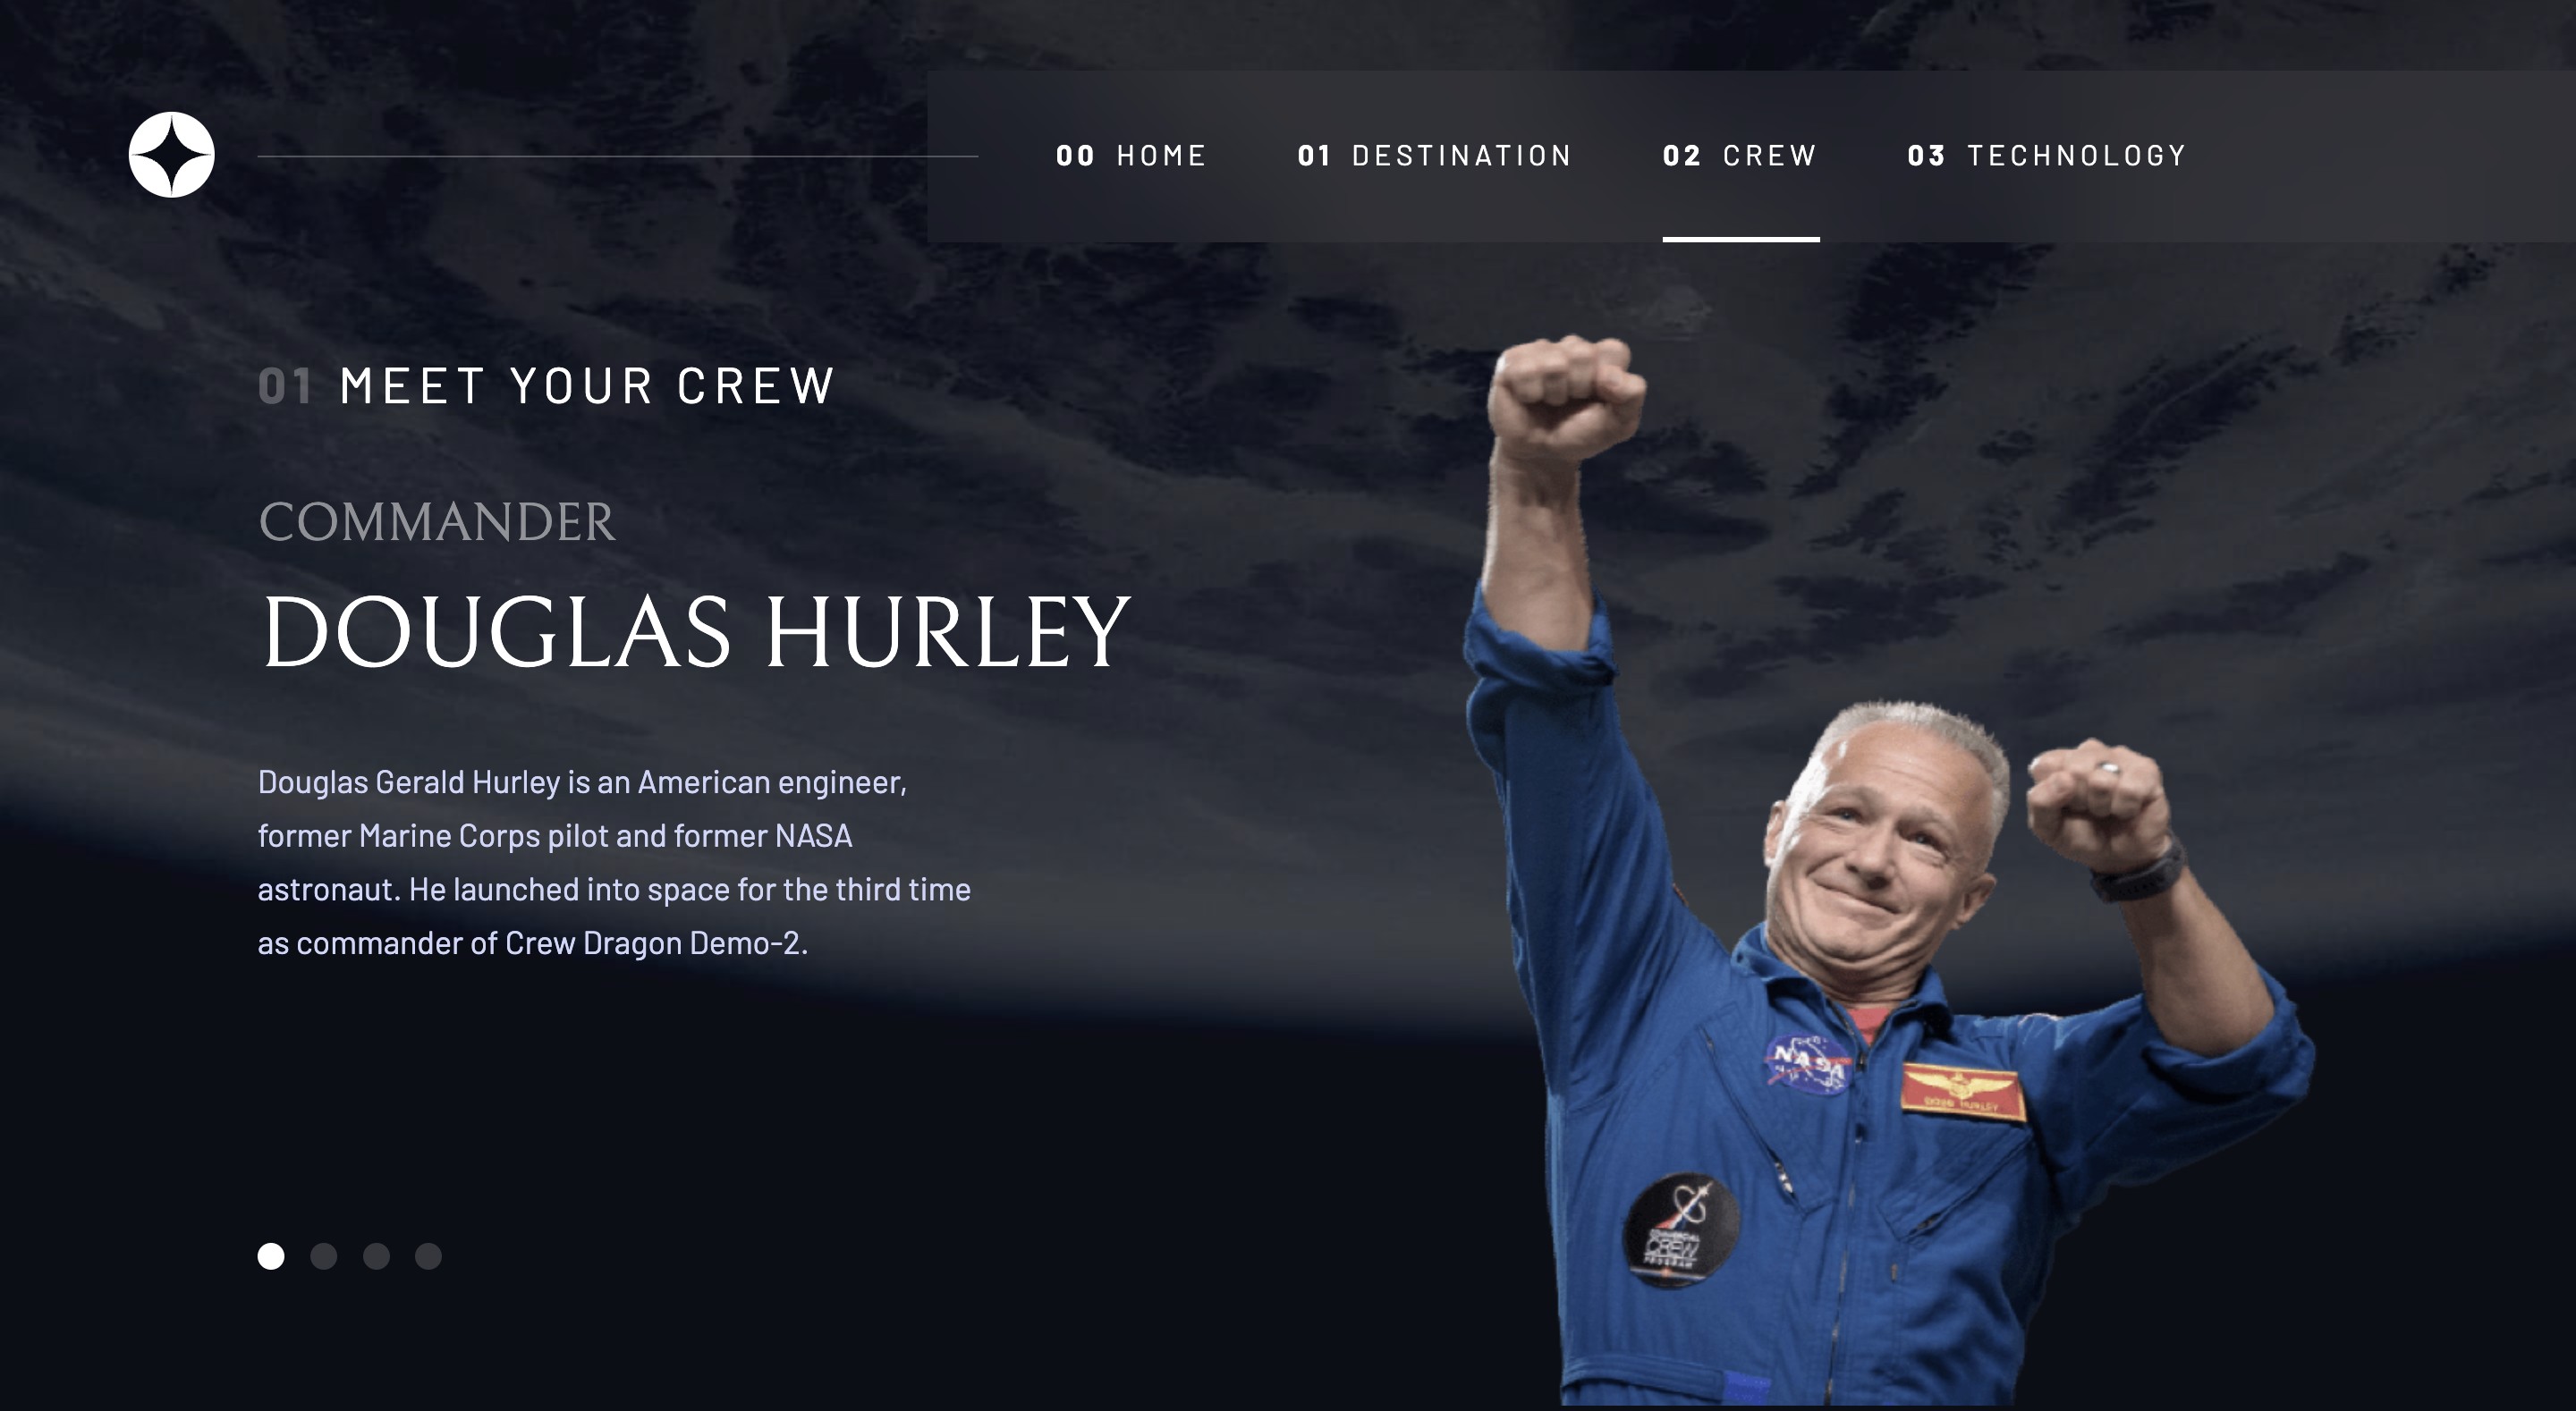 00 HOME 01 DESTINATION 02 CREW 03 TECHNOLOGY
01 MEET YOUR CREW
COMMANDER
DOUGLAS HURLEY
Douglas Gerald Hurley is an American engineer,
former Marine Corps pilot and former NASA
astronaut. He launched into space for the third time
as commander of Crew Dragon Demo-2.
NASA
DOUG HURLEY
COMMERCIAL
CREW
PROGRAM